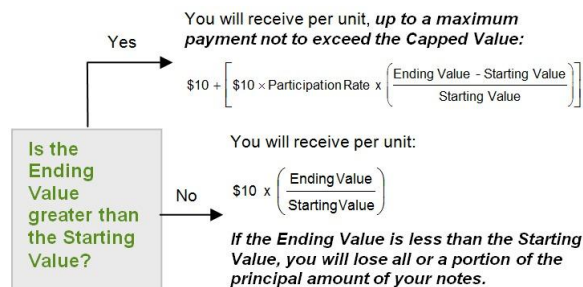 You will receive per unit, up to a maximum
payment not to exceed the Capped Value:
Yes
$10 + [ $10 × Participation Rate x ( Ending Value - Starting Value / Starting Value ) ]
Is the
Ending
Value
greater than
the Starting
Value?
No
You will receive per unit:
$10 x ( Ending Value / Starting Value )
If the Ending Value is less than the Starting
Value, you will lose all or a portion of the
principal amount of your notes.